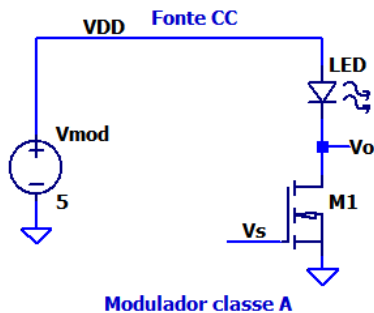 Fonte CC
VDD
LED
Vmod
Vo
5
M1
Vs
Modulador classe A